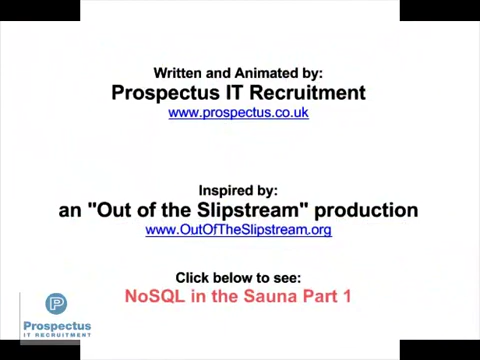 Written and Animated by:
Prospectus IT Recruitment
www.prospectus.co.uk
Inspired by:
an "Out of the Slipstream" production
www.OutOfTheSlipstream.org
Click below to see:
NoSQL in the Sauna Part 1
P
Prospectus
IT RECRUITMENT